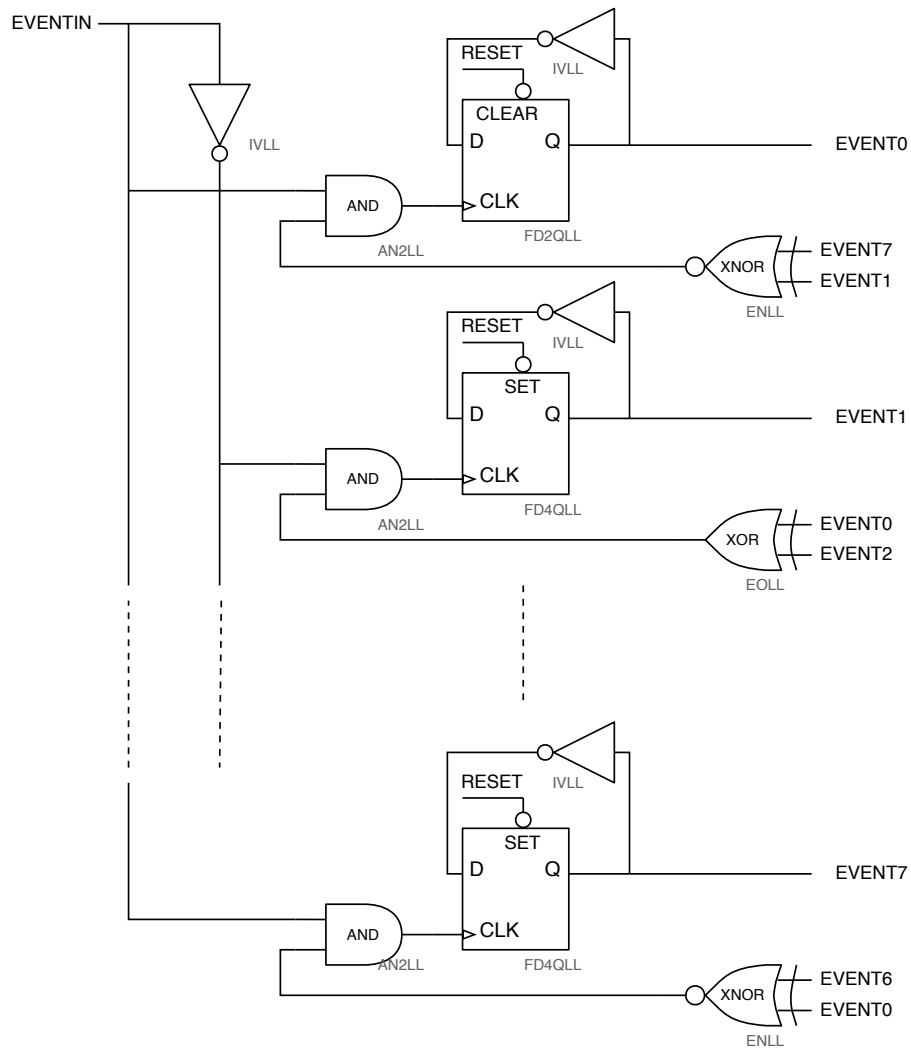 EVENTIN
RESET
IVLL
CLEAR
IVLL
D Q
EVENT0
CLK
AND
AN2LL
FD2QLL
EVENT7
XNOR
EVENT1
ENLL
RESET
IVLL
SET
D Q
EVENT1
CLK
AND
AN2LL
FD4QLL
EVENT0
XOR
EVENT2
EOLL
RESET
IVLL
SET
D Q
EVENT7
CLK
AND
AN2LL
FD4QLL
EVENT6
XNOR
EVENT0
ENLL